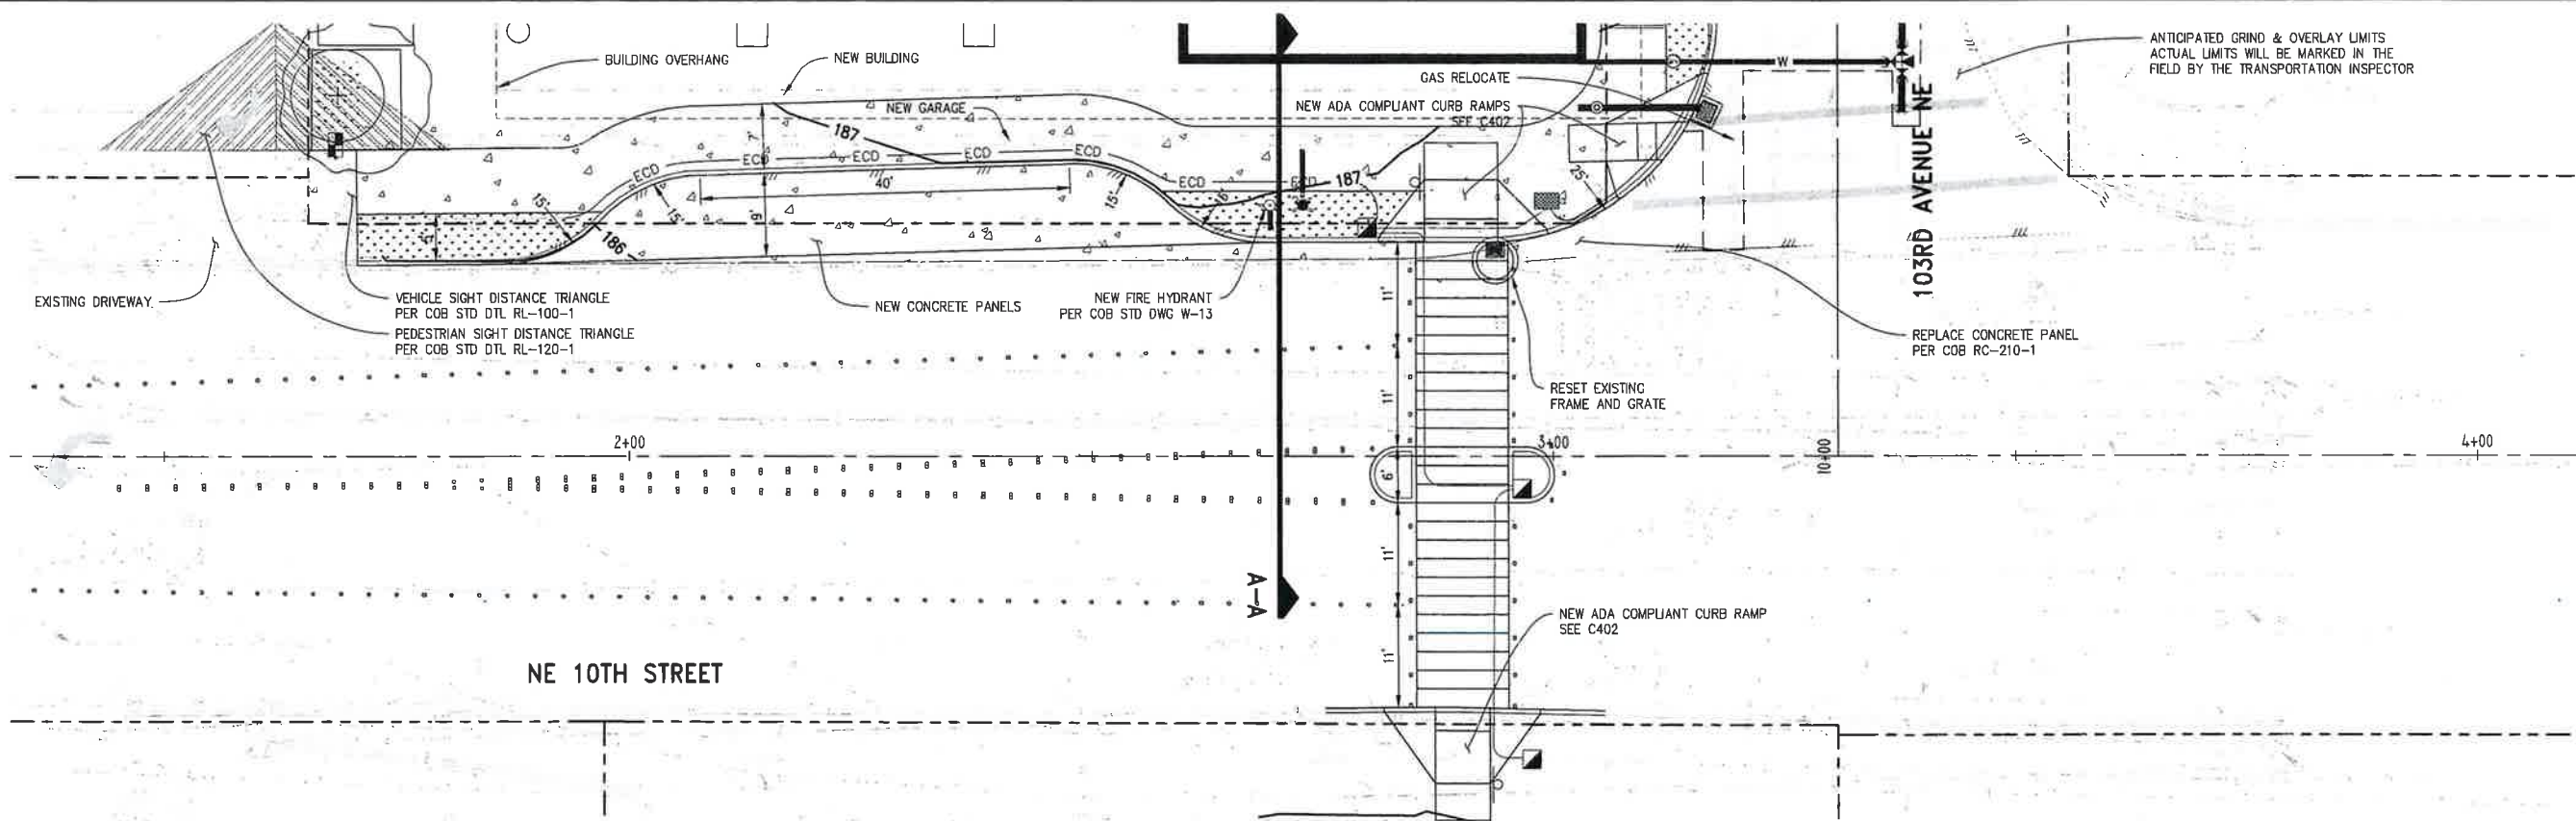 BUILDING OVERHANG
NEW BUILDING
NEW GARAGE
GAS RELOCATE
NEW ADA COMPLIANT CURB RAMPS
SEE C402
W
ANTICIPATED GRIND & OVERLAY LIMITS
ACTUAL LIMITS WILL BE MARKED IN THE
FIELD BY THE TRANSPORTATION INSPECTOR
103RD AVENUE NE
187
7'
ECD
ECD
ECD
ECD
ECD
ECD
ECD
187
40'
15'
15'
15'
16'
25'
9'
5'
186
EXISTING DRIVEWAY
VEHICLE SIGHT DISTANCE TRIANGLE
PER COB STD DTL RL-100-1
PEDESTRIAN SIGHT DISTANCE TRIANGLE
PER COB STD DTL RL-120-1
NEW CONCRETE PANELS
NEW FIRE HYDRANT
PER COB STD DWG W-13
11'
11'
6'
11'
11'
REPLACE CONCRETE PANEL
PER COB RC-210-1
RESET EXISTING
FRAME AND GRATE
2+00
3+00
10+00
4+00
A-A
NEW ADA COMPLIANT CURB RAMP
SEE C402
NE 10TH STREET